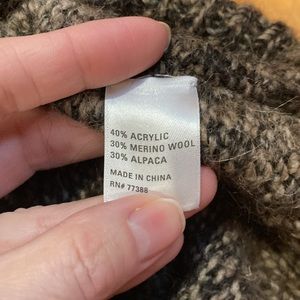 40% ACRYLIC
30% MERINO WOOL
30% ALPACA
MADE IN CHINA
RN# 77388